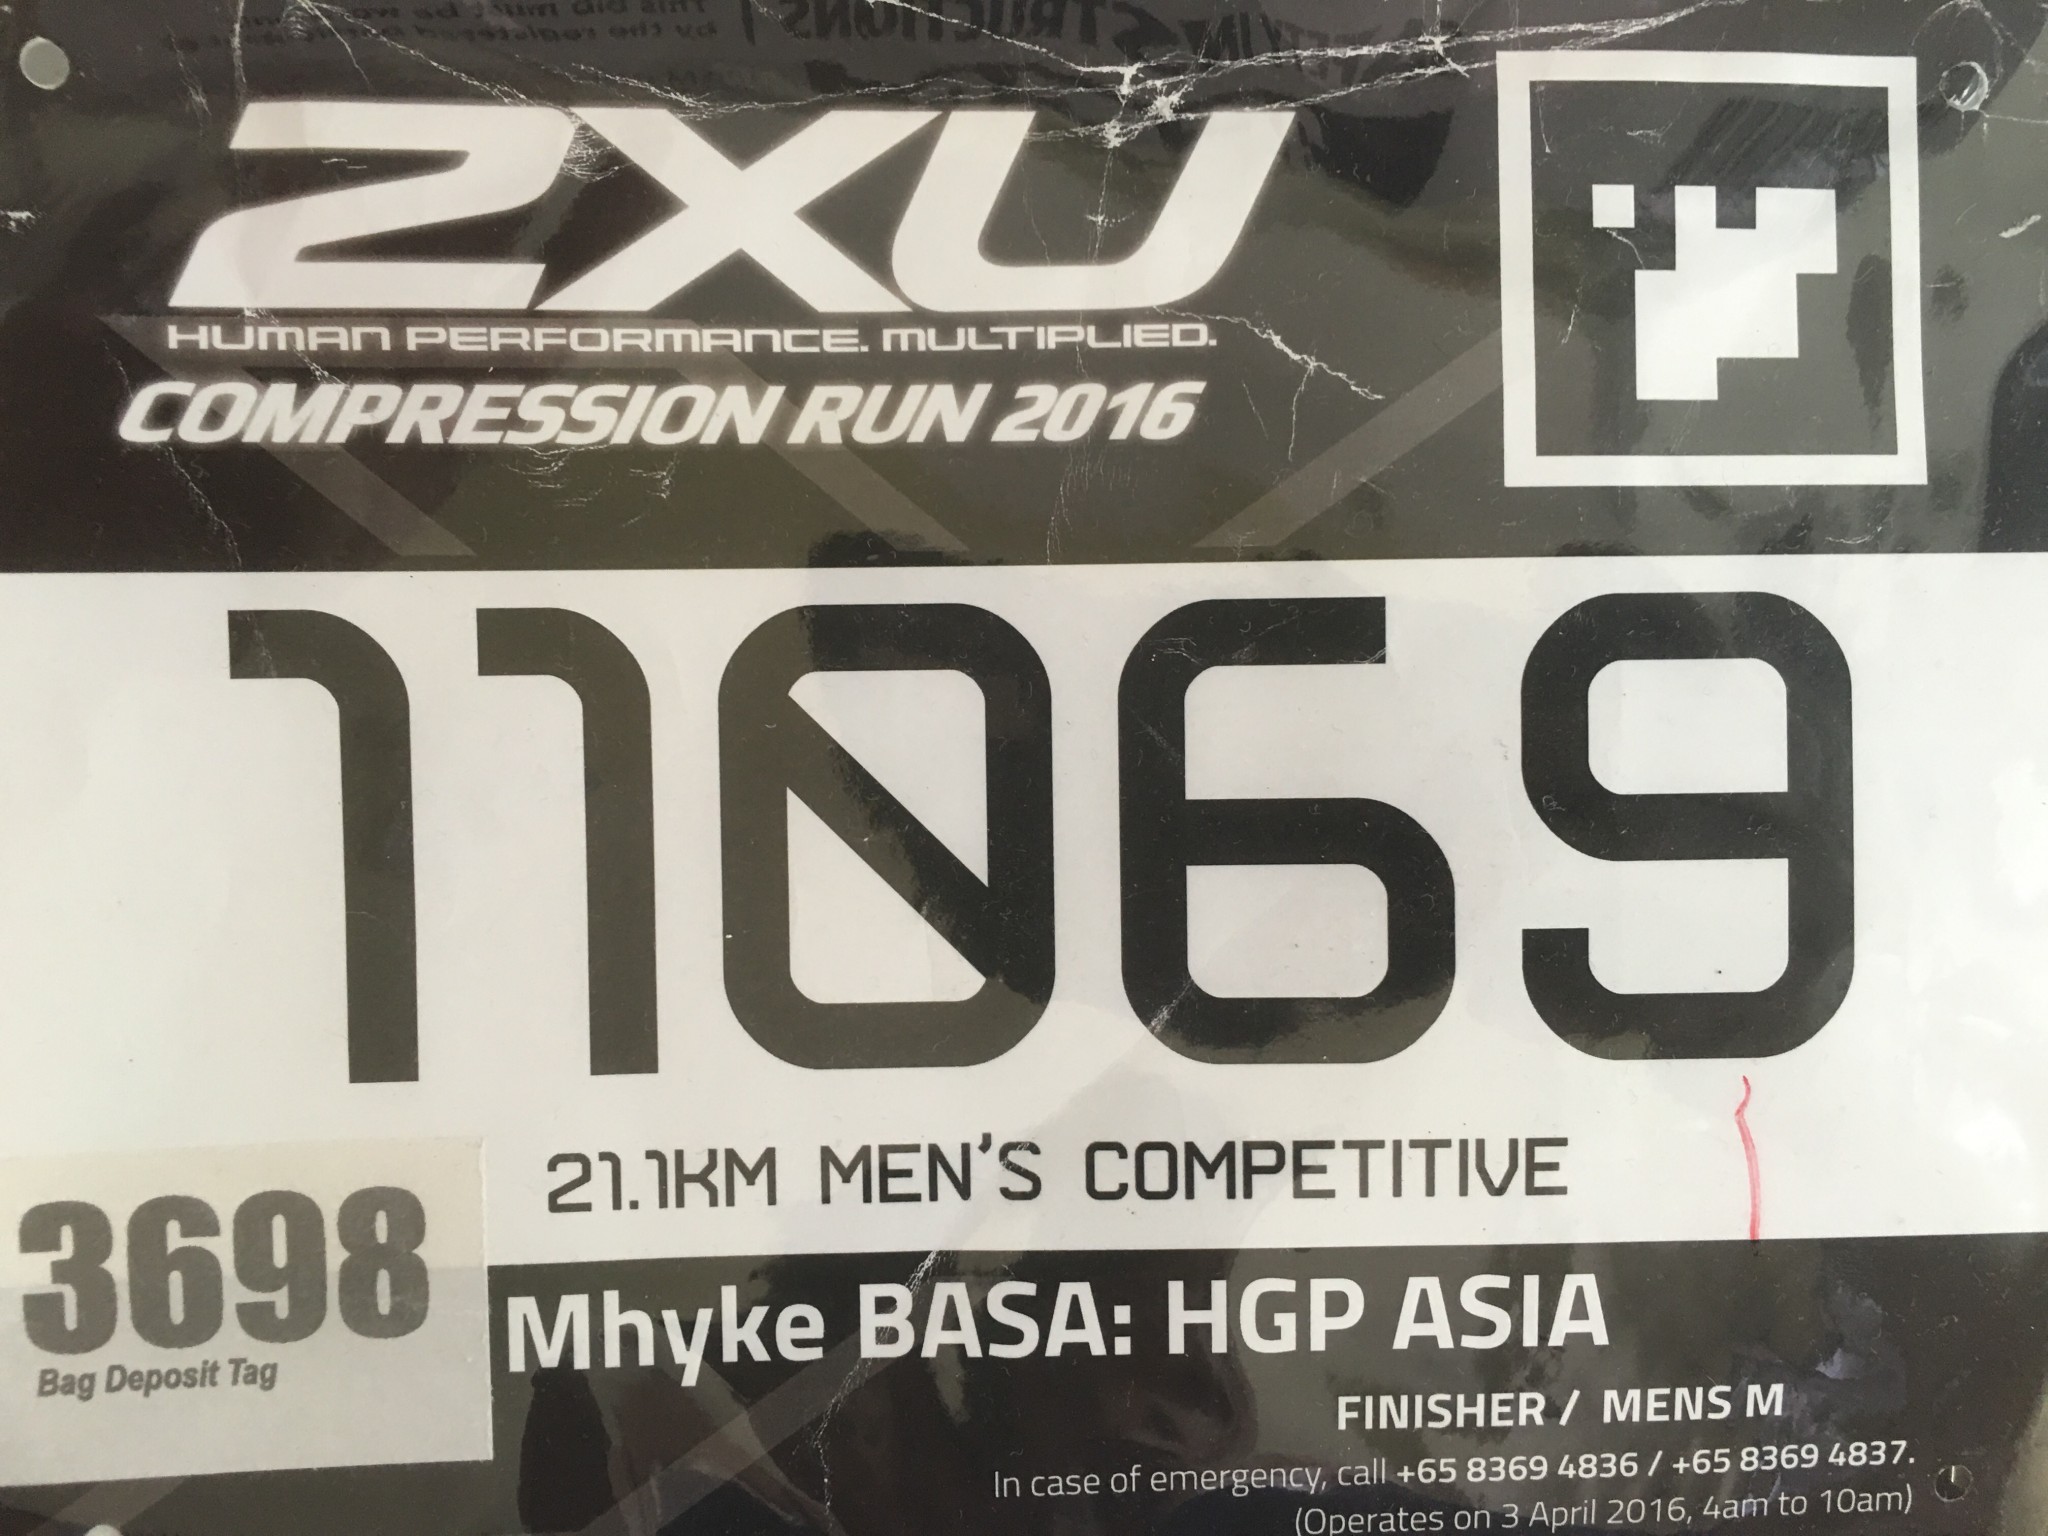 2XU
HUMAN PERFORMANCE. MULTIPLIED.
COMPRESSION RUN 2016
11069
21.1KM MEN'S COMPETITIVE
3698
Bag Deposit Tag
Mhyke BASA: HGP ASIA
FINISHER / MENS M
In case of emergency, call +65 8369 4836 / +65 8369 4837.
(Operates on 3 April 2016, 4am to 10am)